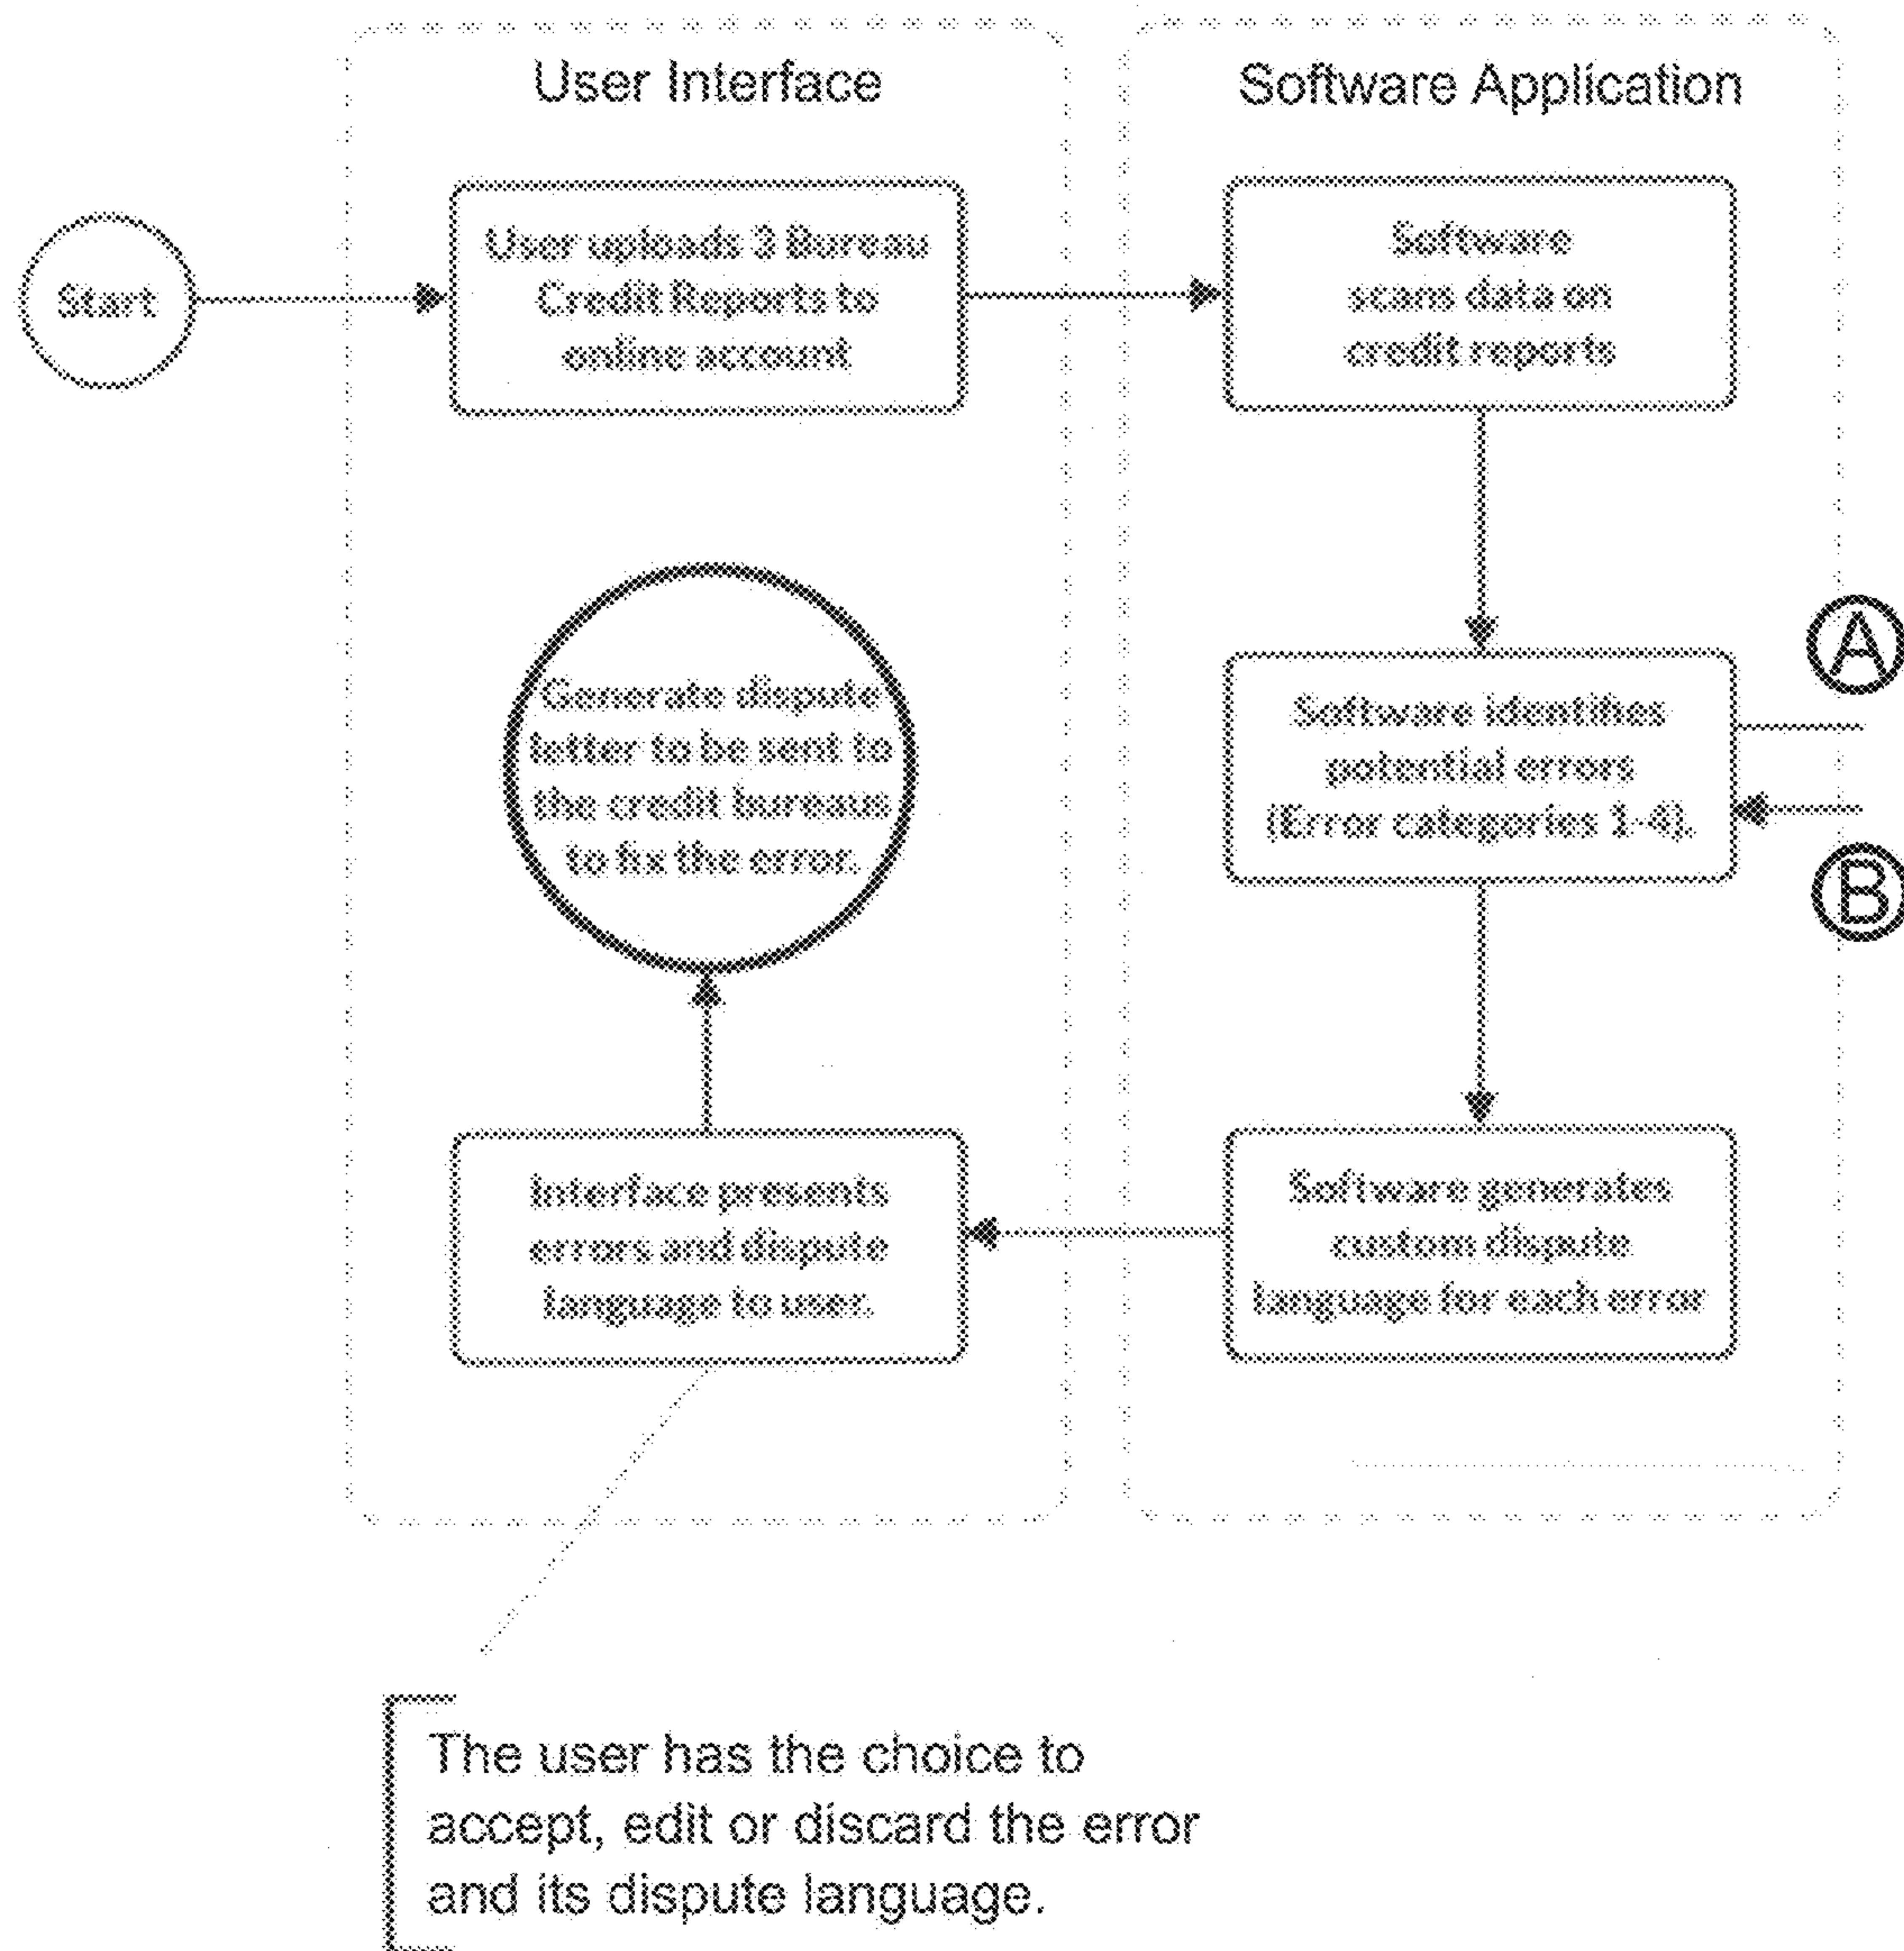 User Interface
Software Application
Start
User uploads 3 Bureau
Credit Reports to
online account
Software
scans data on
credit reports
A
Generate dispute
letter to be sent to
the credit bureaus
to fix the error.
Software identifies
potential errors
(Error categories 1-4).
B
Interface presents
errors and dispute
language to user.
Software generates
custom dispute
language for each error
The user has the choice to
accept, edit or discard the error
and its dispute language.